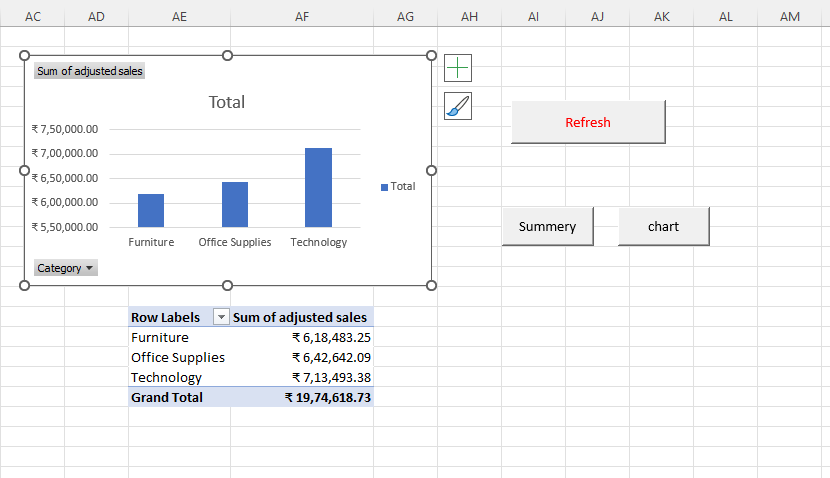 AC AD AE AF AG AH AI AJ AK AL AM
Sum of adjusted sales
Total
₹ 7,50,000.00
₹ 7,00,000.00
₹ 6,50,000.00
₹ 6,00,000.00
₹ 5,50,000.00
Furniture Office Supplies Technology
Total
Category
Refresh
Summery chart
Row Labels Sum of adjusted sales
Furniture ₹ 6,18,483.25
Office Supplies ₹ 6,42,642.09
Technology ₹ 7,13,493.38
Grand Total ₹ 19,74,618.73